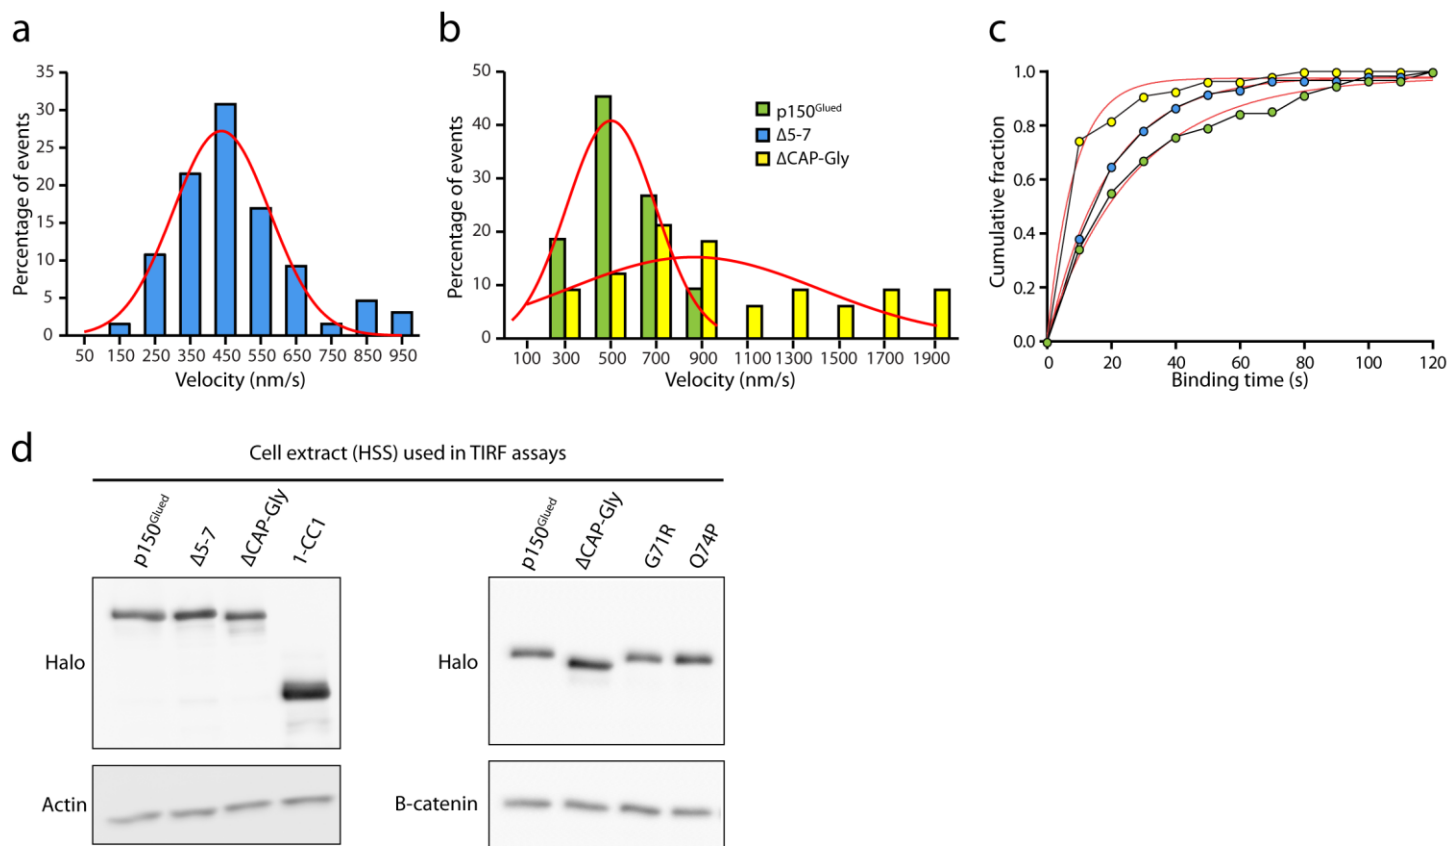 a
35
30
25
20
15
10
5
0
Percentage of events
50 150 250 350 450 550 650 750 850 950
Velocity (nm/s)
b
50
40
30
20
10
0
Percentage of events
p150Glued
Δ5-7
ΔCAP-Gly
100 300 500 700 900 1100 1300 1500 1700 1900
Velocity (nm/s)
c
1.0
0.8
0.6
0.4
0.2
0.0
Cumulative fraction
0 20 40 60 80 100 120
Binding time (s)
d
Cell extract (HSS) used in TIRF assays
p150Glued Δ5-7 ΔCAP-Gly 1-CC1
Halo
Actin
p150Glued ΔCAP-Gly G71R Q74P
Halo
B-catenin